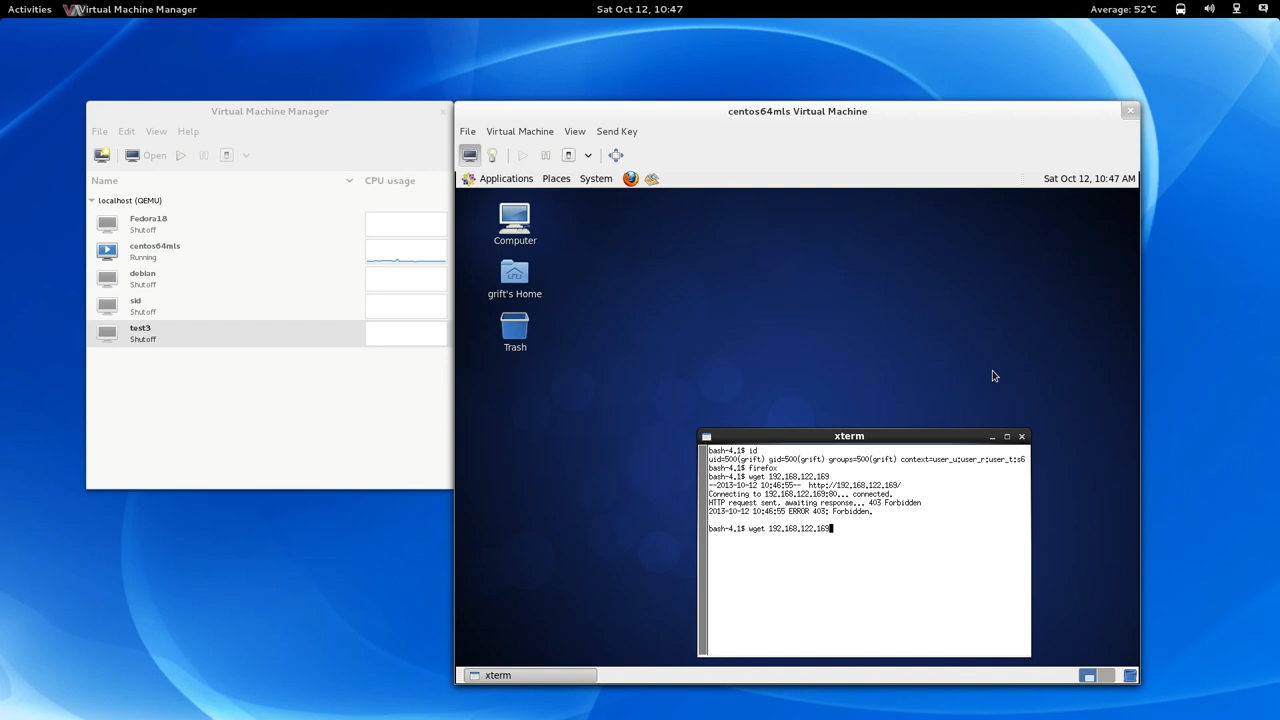 Activities Virtual Machine Manager Sat Oct 12, 10:47 Average: 52°C
Virtual Machine Manager
File Edit View Help
Open
Name CPU usage
localhost (QEMU)
Fedora18
Shutoff
centos64mls
Running
debian
Shutoff
sid
Shutoff
test3
Shutoff
centos64mls Virtual Machine
File Virtual Machine View Send Key
Applications Places System Sat Oct 12, 10:47 AM
Computer
grift's Home
Trash
xterm
bash-4.1$ id
uid=500(grift) gid=500(grift) groups=500(grift) context=user_u:user_r:user_t:s6
bash-4.1$ firefox
bash-4.1$ wget 192.168.122.169
--2013-10-12 10:46:55-- http://192.168.122.169/
Connecting to 192.168.122.169:80... connected.
HTTP request sent, awaiting response... 403 Forbidden
2013-10-12 10:46:55 ERROR 403: Forbidden.
bash-4.1$ wget 192.168.122.169
xterm